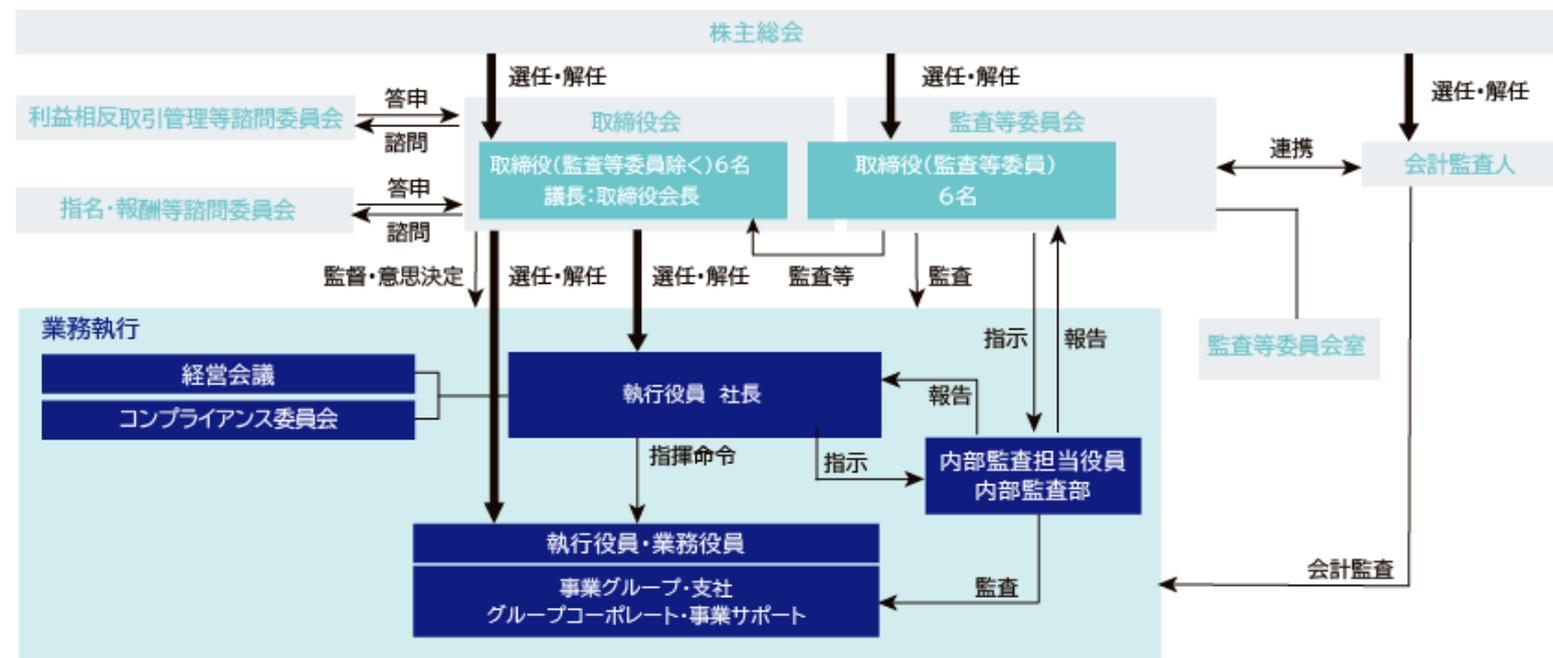 株主総会
選任・解任
選任・解任
選任・解任
利益相反取引管理等諮問委員会
答申
諮問
取締役会
監査等委員会
取締役(監査等委員除く)6名
議長:取締役会長
取締役(監査等委員)
6名
連携
会計監査人
指名・報酬等諮問委員会
答申
諮問
監督・意思決定
選任・解任
選任・解任
監査等
監査
業務執行
指示
報告
監査等委員会室
経営会議
コンプライアンス委員会
執行役員 社長
報告
指揮命令
指示
内部監査担当役員
内部監査部
執行役員・業務役員
事業グループ・支社
グループコーポレート・事業サポート
監査
会計監査